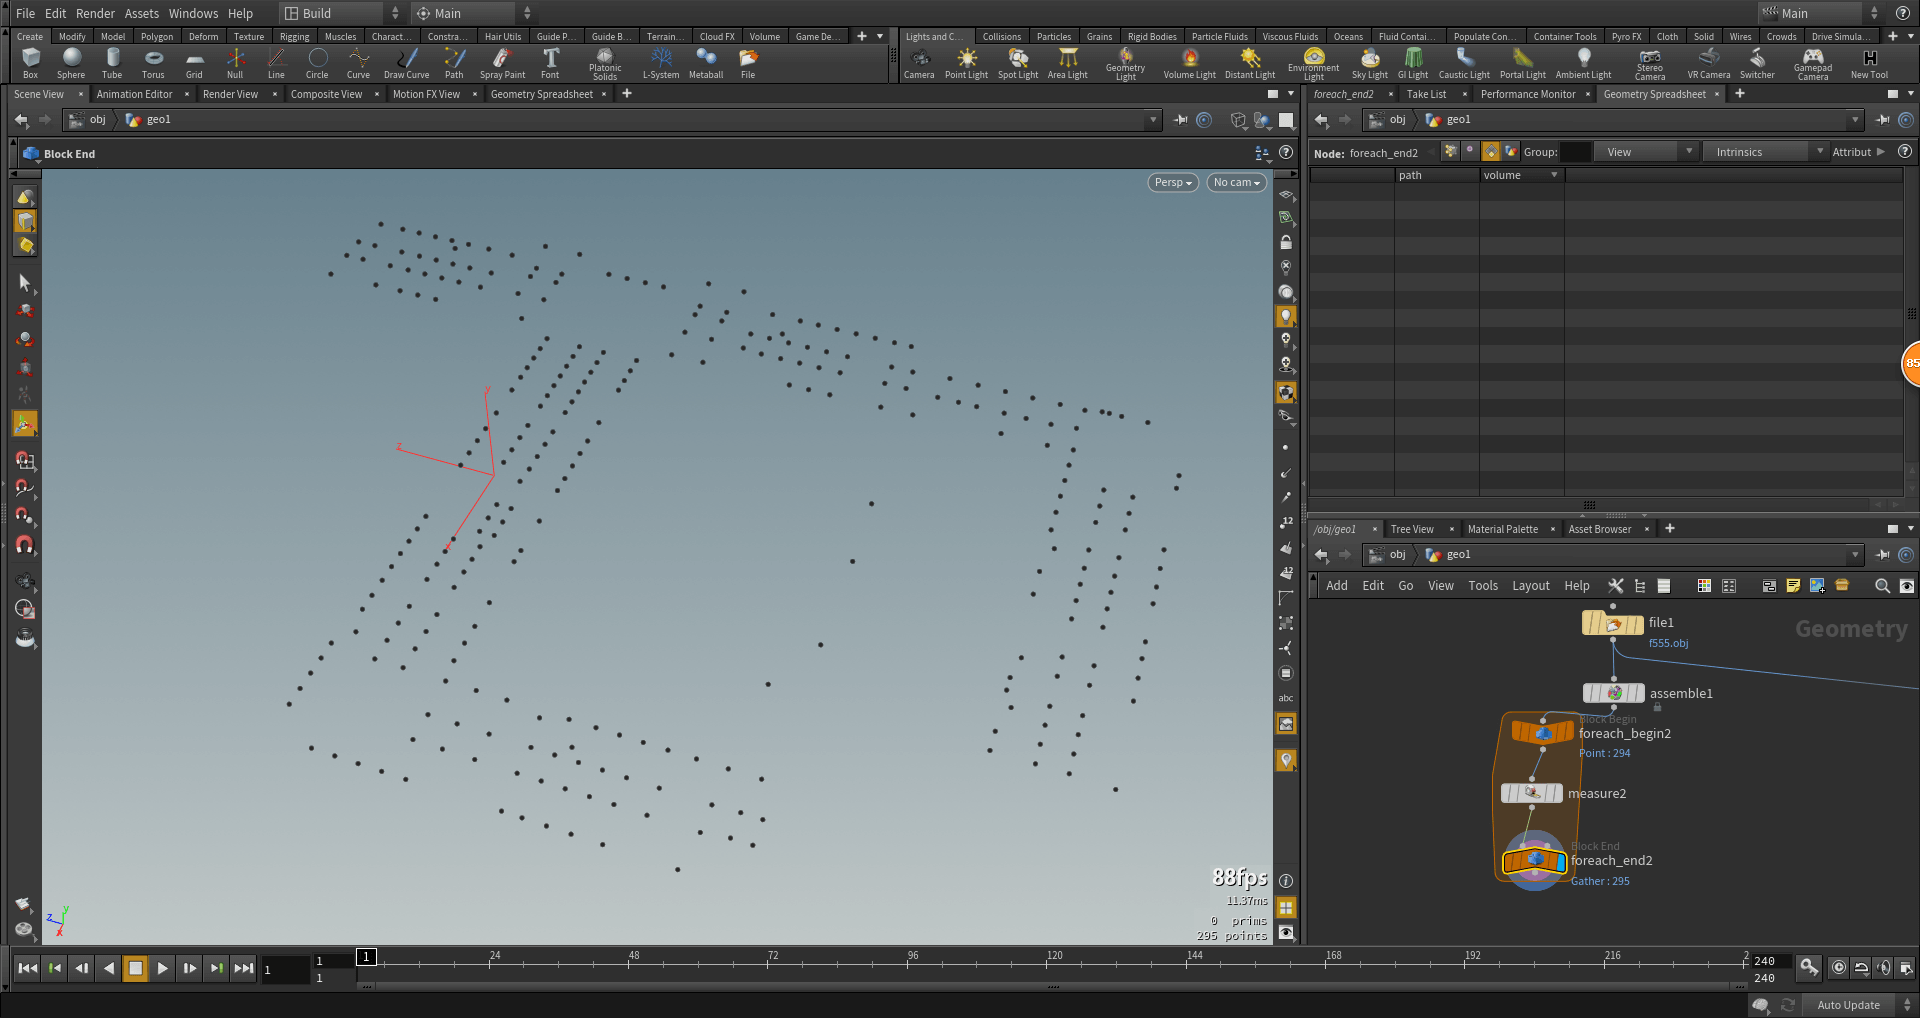 File Edit Render Assets Windows Help Build Main Main
Create Modify Model Polygon Deform Texture Rigging Muscles Charact... Constra... Hair Utils Guide P... Guide B... Terrain... Cloud FX Volume Game De...
Lights and C... Collisions Particles Grains Rigid Bodies Particle Fluids Viscous Fluids Oceans Fluid Contai... Populate Con... Container Tools Pyro FX Cloth Solid Wires Crowds Drive Simula...
Box Sphere Tube Torus Grid Null Line Circle Curve Draw Curve Path Spray Paint Font Platonic Solids L-System Metaball File
Camera Point Light Spot Light Area Light Geometry Light Volume Light Distant Light Environment Light Sky Light GI Light Caustic Light Portal Light Ambient Light Stereo Camera VR Camera Switcher Gamepad Camera New Tool
Scene View Animation Editor Render View Composite View Motion FX View Geometry Spreadsheet
foreach_end2 Take List Performance Monitor Geometry Spreadsheet
obj geo1
obj geo1
Block End
Node: foreach_end2 Group: View Intrinsics Attribut
path volume
Persp No cam
y
z
x
12
12
abc
85
88fps
11.37ms
0 prims
295 points
y
z
x
/obj/geo1 Tree View Material Palette Asset Browser
obj geo1
Add Edit Go View Tools Layout Help
Geometry
file1
f555.obj
assemble1
Block Begin
foreach_begin2
Point : 294
measure2
Block End
foreach_end2
Gather : 295
1 1 1 1 24 48 72 96 120 144 168 192 216 2 240
240
Auto Update